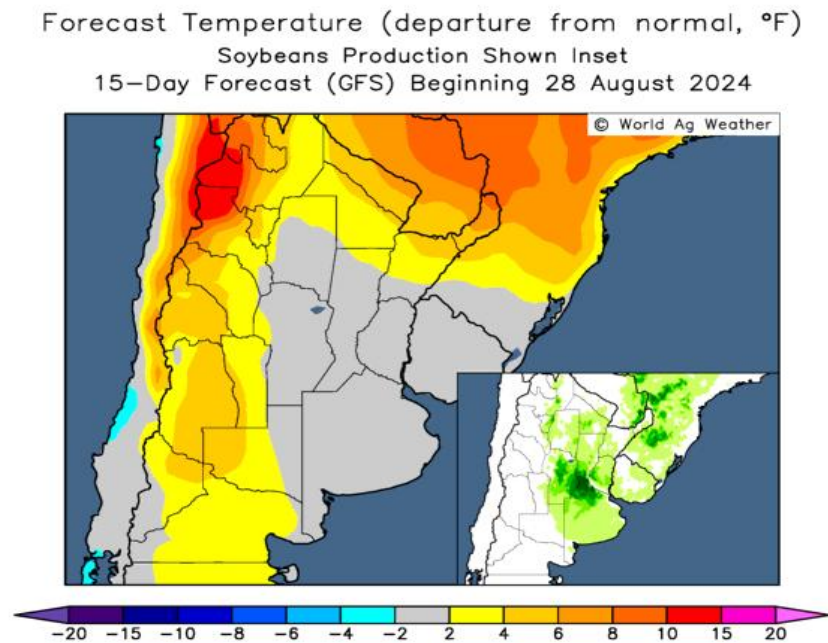 Forecast Temperature (departure from normal, °F)
Soybeans Production Shown Inset
15-Day Forecast (GFS) Beginning 28 August 2024
© World Ag Weather
-20 -15 -10 -8 -6 -4 -2 2 4 6 8 10 15 20